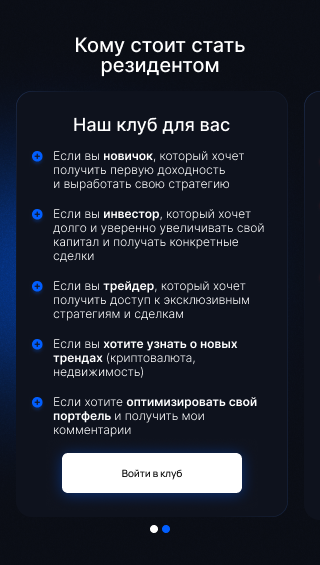 Кому стоит стать
резидентом
Наш клуб для вас
Если вы новичок, который хочет
получить первую доходность
и выработать свою стратегию
Если вы инвестор, который хочет
долго и уверенно увеличивать свой
капитал и получать конкретные
сделки
Если вы трейдер, который хочет
получить доступ к эксклюзивным
стратегиям и сделкам
Если вы хотите узнать о новых
трендах (криптовалюта,
недвижимость)
Если хотите оптимизировать свой
портфель и получить мои
комментарии
Войти в клуб